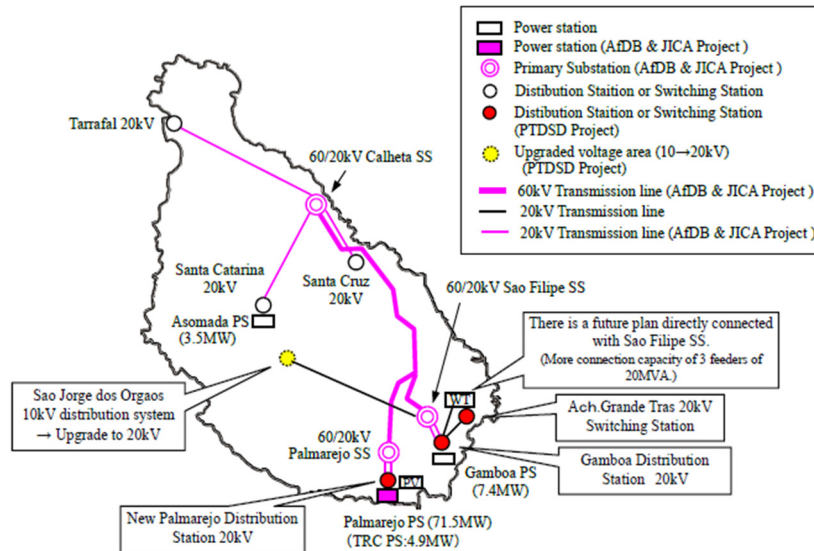 Power station
Power station (AfDB & JICA Project )
Primary Substation (AfDB & JICA Project )
Distibution Staition or Switching Station
Distibution Staition or Switching Station
(PTDSD Project)
Upgraded voltage area (10→20kV)
(PTDSD Project)
60kV Transmission line (AfDB & JICA Project )
20kV Transmission line
20kV Transmission line (AfDB & JICA Project )
Tarrafal 20kV
60/20kV Calheta SS
Santa Catarina
20kV
Santa Cruz
20kV
Asomada PS
(3.5MW)
60/20kV Sao Filipe SS
There is a future plan directly connected
with Sao Filipe SS.
(More connection capacity of 3 feeders of
20MVA.)
WT
Sao Jorge dos Orgaos
10kV distribution system
→ Upgrade to 20kV
Ach.Grande Tras 20kV
Switching Station
60/20kV
Palmarejo SS
Gamboa Distribution
Station 20kV
Gamboa PS
(7.4MW)
PV
New Palmarejo Distribution
Station 20kV
Palmarejo PS (71.5MW)
(TRC PS:4.9MW)